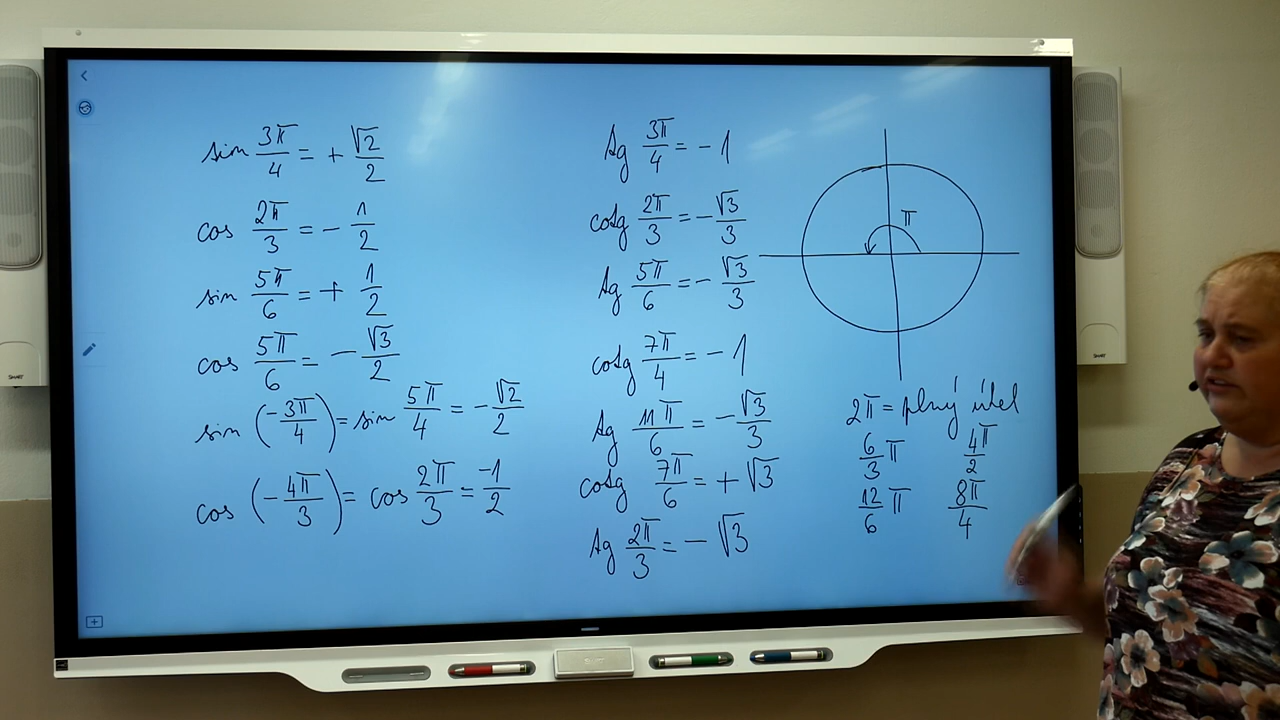 sin 3π/4 = + √2/2
cos 2π/3 = - 1/2
sin 5π/6 = + 1/2
cos 5π/6 = - √3/2
sin (-3π/4) = sin 5π/4 = - √2/2
cos (-4π/3) = cos 2π/3 = -1/2
tg 3π/4 = - 1
cotg 2π/3 = - √3/3
tg 5π/6 = - √3/3
cotg 7π/4 = - 1
tg 11π/6 = - √3/3
cotg 7π/6 = + √3
tg 2π/3 = - √3
π
2π = plný úhel
6/3 π 4π/2
12/6 π 8π/4
SMART
SMART